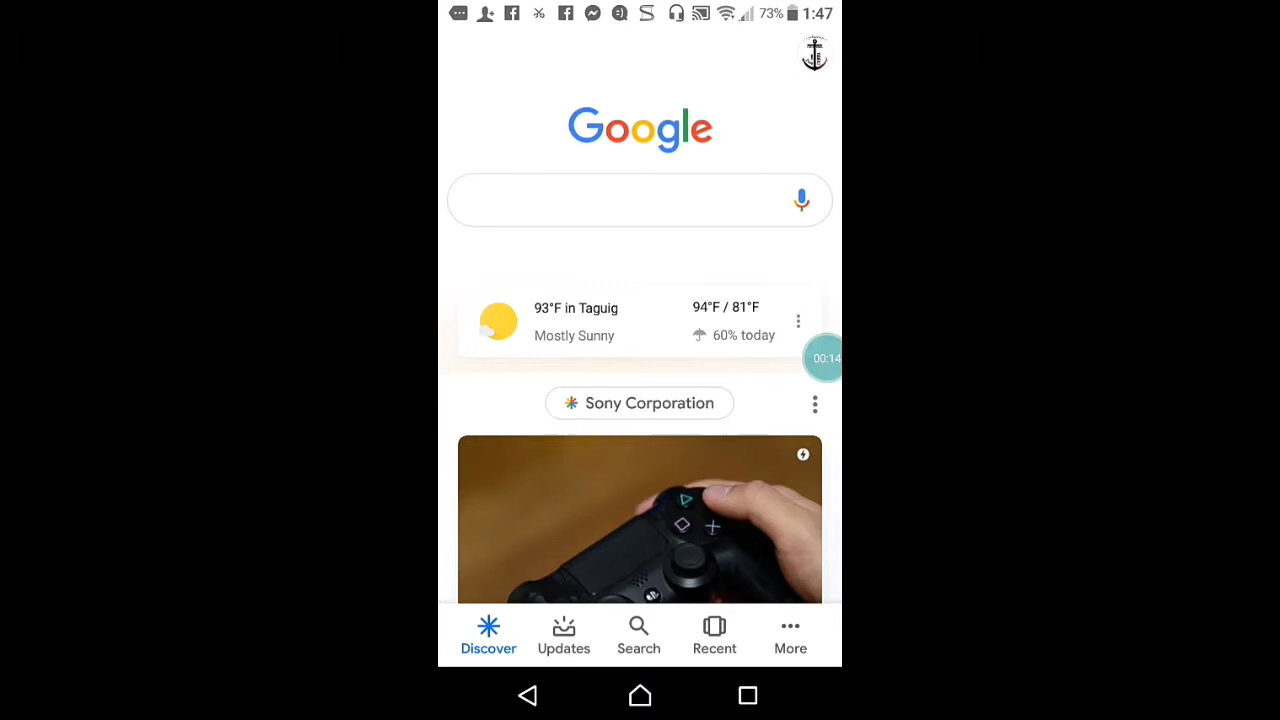 73% 1:47
Google
93°F in Taguig 94°F / 81°F
Mostly Sunny 60% today
00:14
Sony Corporation
Discover Updates Search Recent More